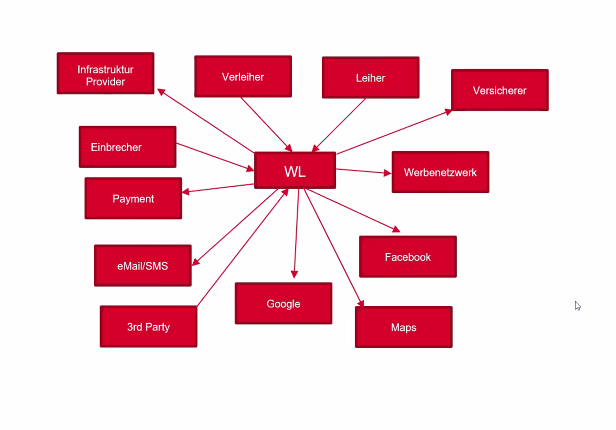 Infrastruktur
Provider
Verleiher
Leiher
Versicherer
Einbrecher
WL
Werbenetzwerk
Payment
eMail/SMS
Facebook
Google
3rd Party
Maps